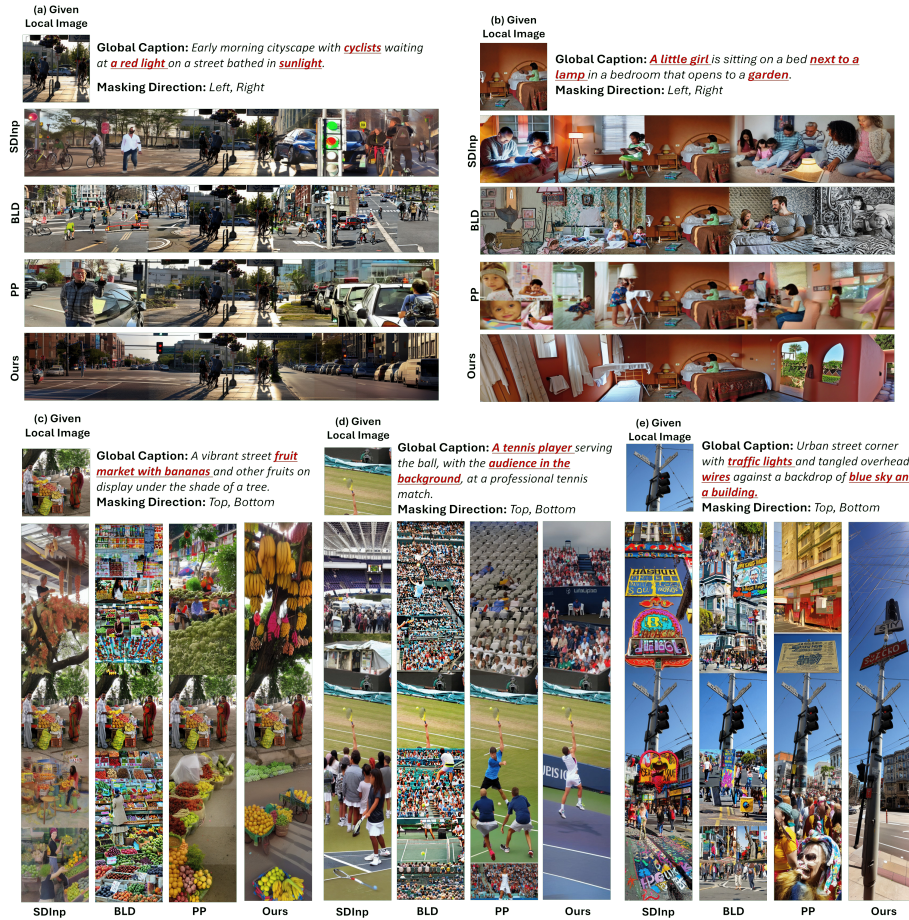 (a) Given
Local Image
Global Caption: Early morning cityscape with cyclists waiting
at a red light on a street bathed in sunlight.
Masking Direction: Left, Right
SDInp
BLD
PP
Ours
(b) Given
Local Image
Global Caption: A little girl is sitting on a bed next to a
lamp in a bedroom that opens to a garden.
Masking Direction: Left, Right
SDInp
BLD
PP
Ours
(c) Given
Local Image
Global Caption: A vibrant street fruit
market with bananas and other fruits on
display under the shade of a tree.
Masking Direction: Top, Bottom
SDInp
BLD
PP
Ours
(d) Given
Local Image
Global Caption: A tennis player serving
the ball, with the audience in the
background, at a professional tennis
match.
Masking Direction: Top, Bottom
SDInp
BLD
PP
Ours
(e) Given
Local Image
Global Caption: Urban street corner
with traffic lights and tangled overhead
wires against a backdrop of blue sky an
a building.
Masking Direction: Top, Bottom
SDInp
BLD
PP
Ours